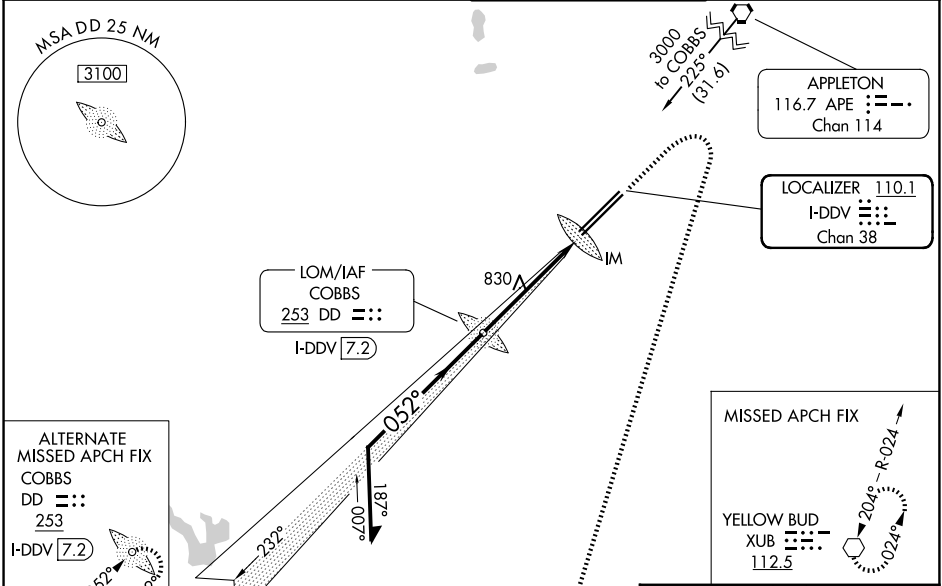 MSA DD 25 NM
3100
3000
to COBBS
225°
(31.6)
APPLETON
116.7 APE
Chan 114
LOCALIZER 110.1
I-DDV
Chan 38
IM
830
LOM/IAF
COBBS
253 DD
I-DDV 7.2
052°
187°
007°
232°
ALTERNATE
MISSED APCH FIX
COBBS
DD
253
I-DDV 7.2
MISSED APCH FIX
204°
R-024
024°
YELLOW BUD
XUB
112.5